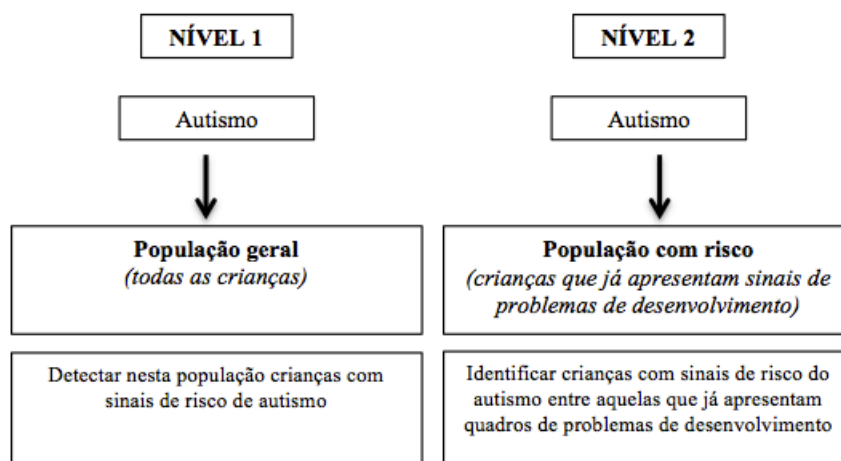 NÍVEL 1
Autismo
População geral
(todas as crianças)
Detectar nesta população crianças com
sinais de risco de autismo
NÍVEL 2
Autismo
População com risco
(crianças que já apresentam sinais de
problemas de desenvolvimento)
Identificar crianças com sinais de risco do
autismo entre aquelas que já apresentam
quadros de problemas de desenvolvimento